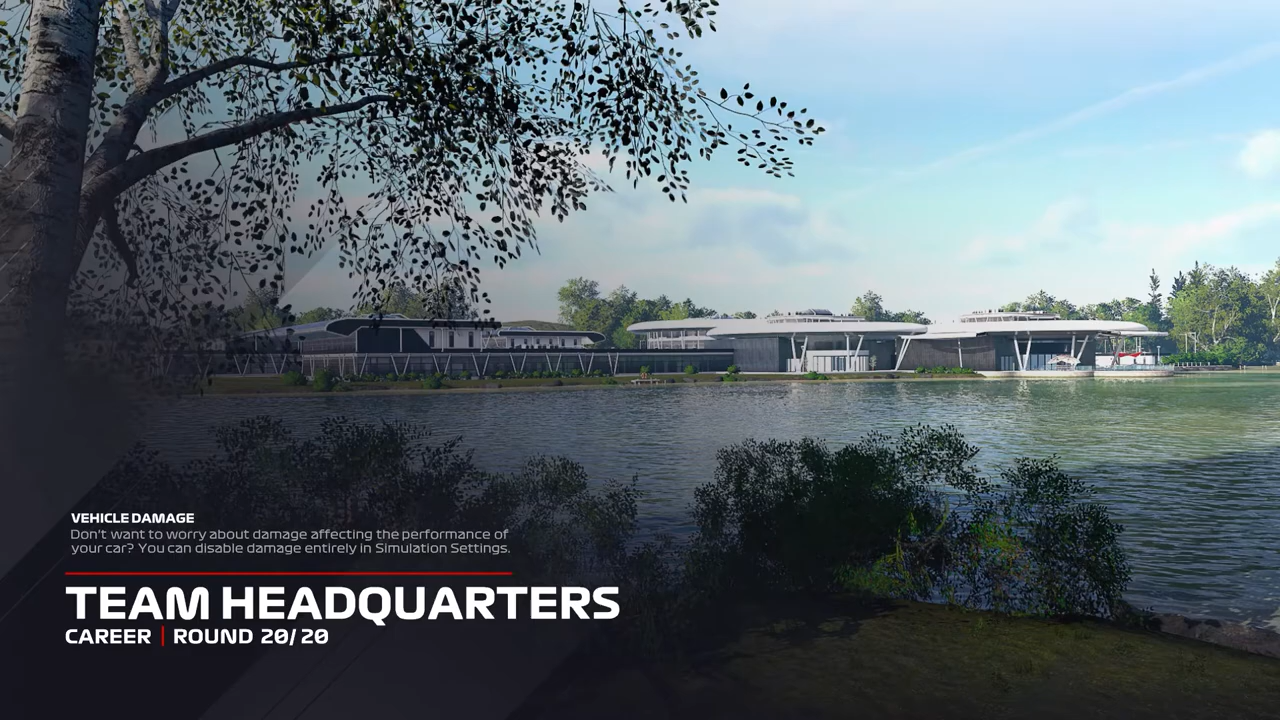 VEHICLE DAMAGE
Don't want to worry about damage affecting the performance of
your car? You can disable damage entirely in Simulation Settings.
TEAM HEADQUARTERS
CAREER | ROUND 20/20